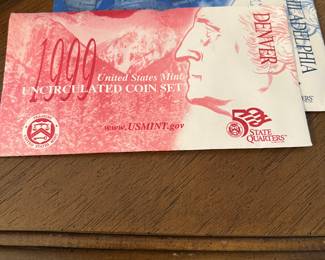 1999
United States Mint
UNCIRCULATED COIN SET
DENVER
www.USMINT.gov
50
STATE
QUARTERS
PHILADELPHIA